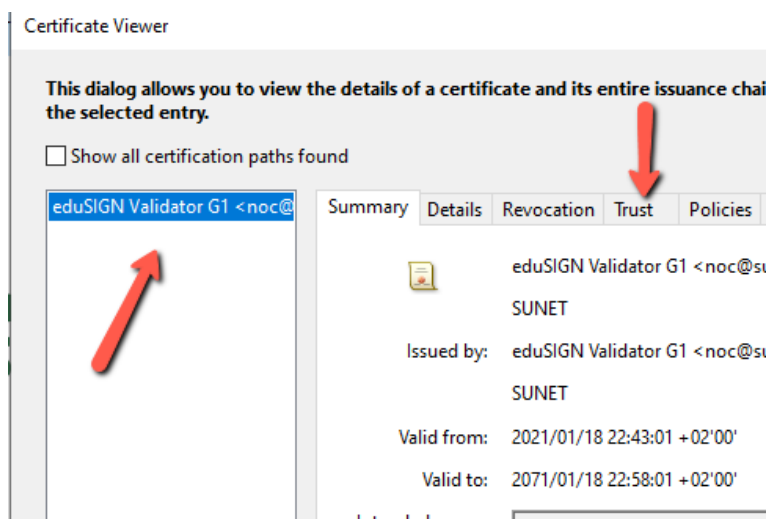 Certificate Viewer
This dialog allows you to view the details of a certificate and its entire issuance chai
the selected entry.
Show all certification paths found
eduSIGN Validator G1 <noc@
Summary Details Revocation Trust Policies
eduSIGN Validator G1 <noc@su
SUNET
Issued by: eduSIGN Validator G1 <noc@su
SUNET
Valid from: 2021/01/18 22:43:01 +02'00'
Valid to: 2071/01/18 22:58:01 +02'00'